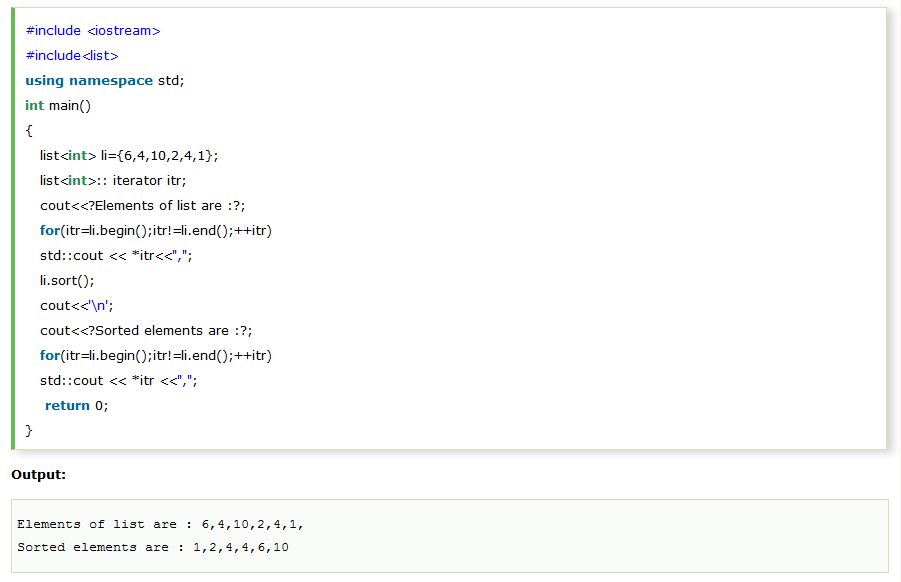 #include <iostream>
#include<list>
using namespace std;
int main()
{
list<int> li={6,4,10,2,4,1};
list<int>:: iterator itr;
cout<<?Elements of list are :?;
for(itr=li.begin();itr!=li.end();++itr)
std::cout << *itr<<",";
li.sort();
cout<<'\n';
cout<<?Sorted elements are :?;
for(itr=li.begin();itr!=li.end();++itr)
std::cout << *itr <<",";
return 0;
}
Output:
Elements of list are : 6,4,10,2,4,1,
Sorted elements are : 1,2,4,4,6,10